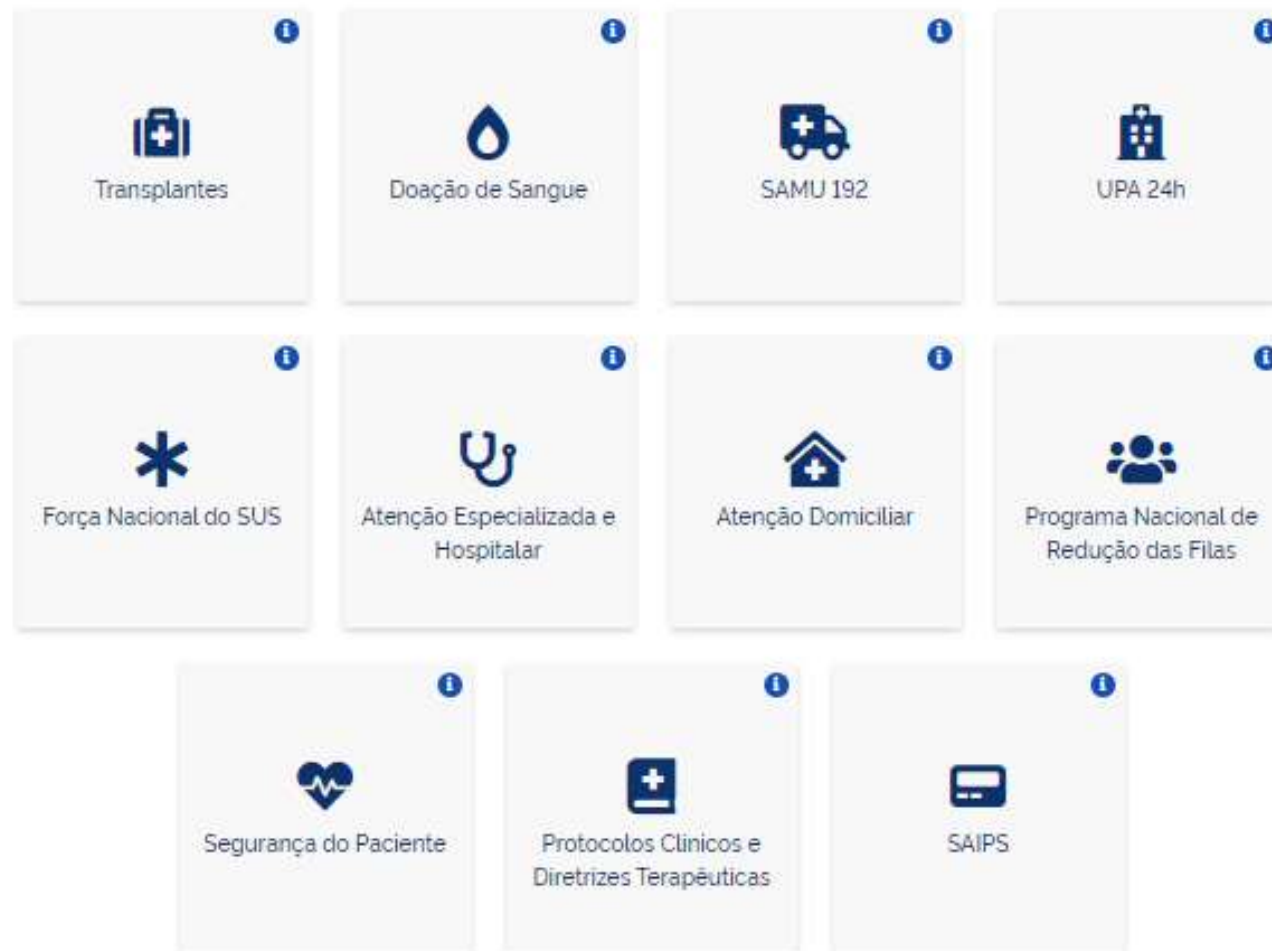 Transplantes
Doação de Sangue
SAMU 192
UPA 24h
Força Nacional do SUS
Atenção Especializada e
Hospitalar
Atenção Domiciliar
Programa Nacional de
Redução das Filas
Segurança do Paciente
Protocolos Clínicos e
Diretrizes Terapêuticas
SAIPS